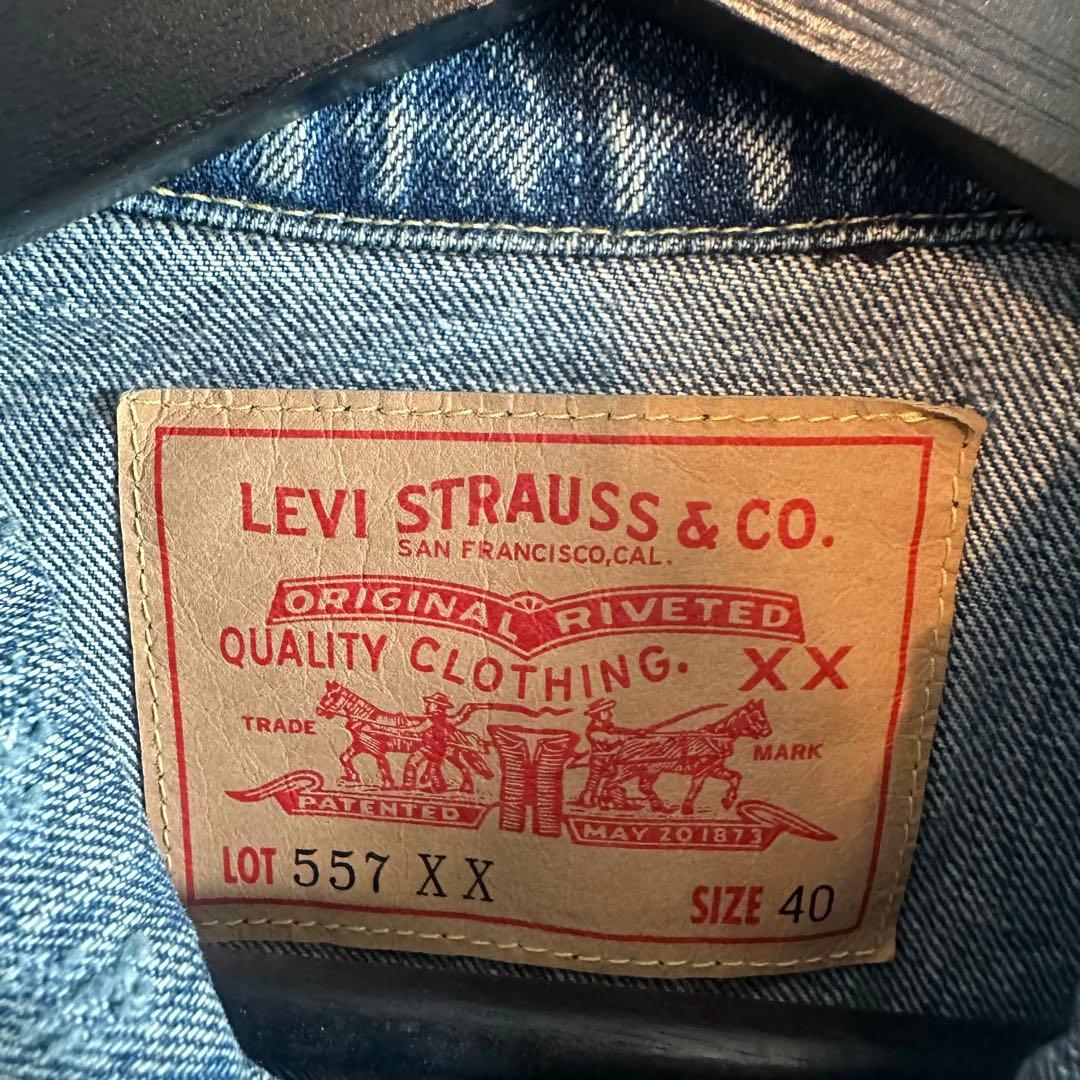 LEVI STRAUSS & CO.
SAN FRANCISCO, CAL.
ORIGINAL RIVETED
QUALITY CLOTHING. XX
TRADE MARK
PATENTED MAY 20 1873
LOT 557 XX SIZE 40